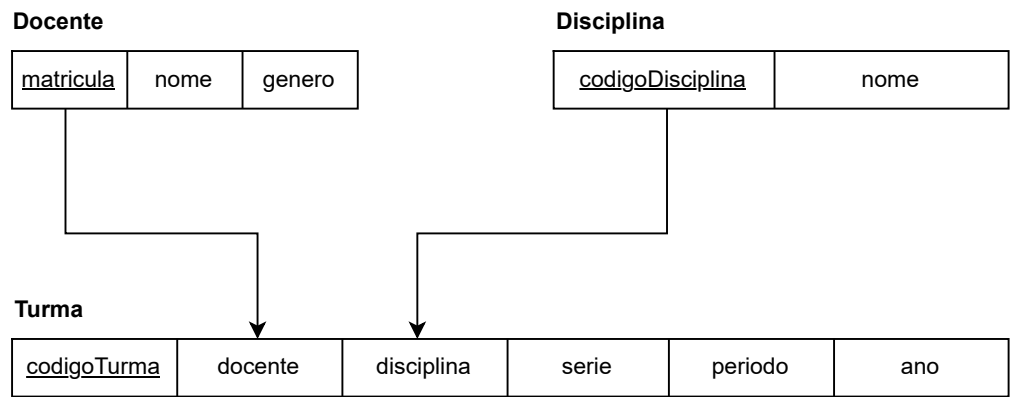 Docente
Disciplina
matricula nome genero
codigoDisciplina nome
Turma
codigoTurma docente disciplina serie periodo ano